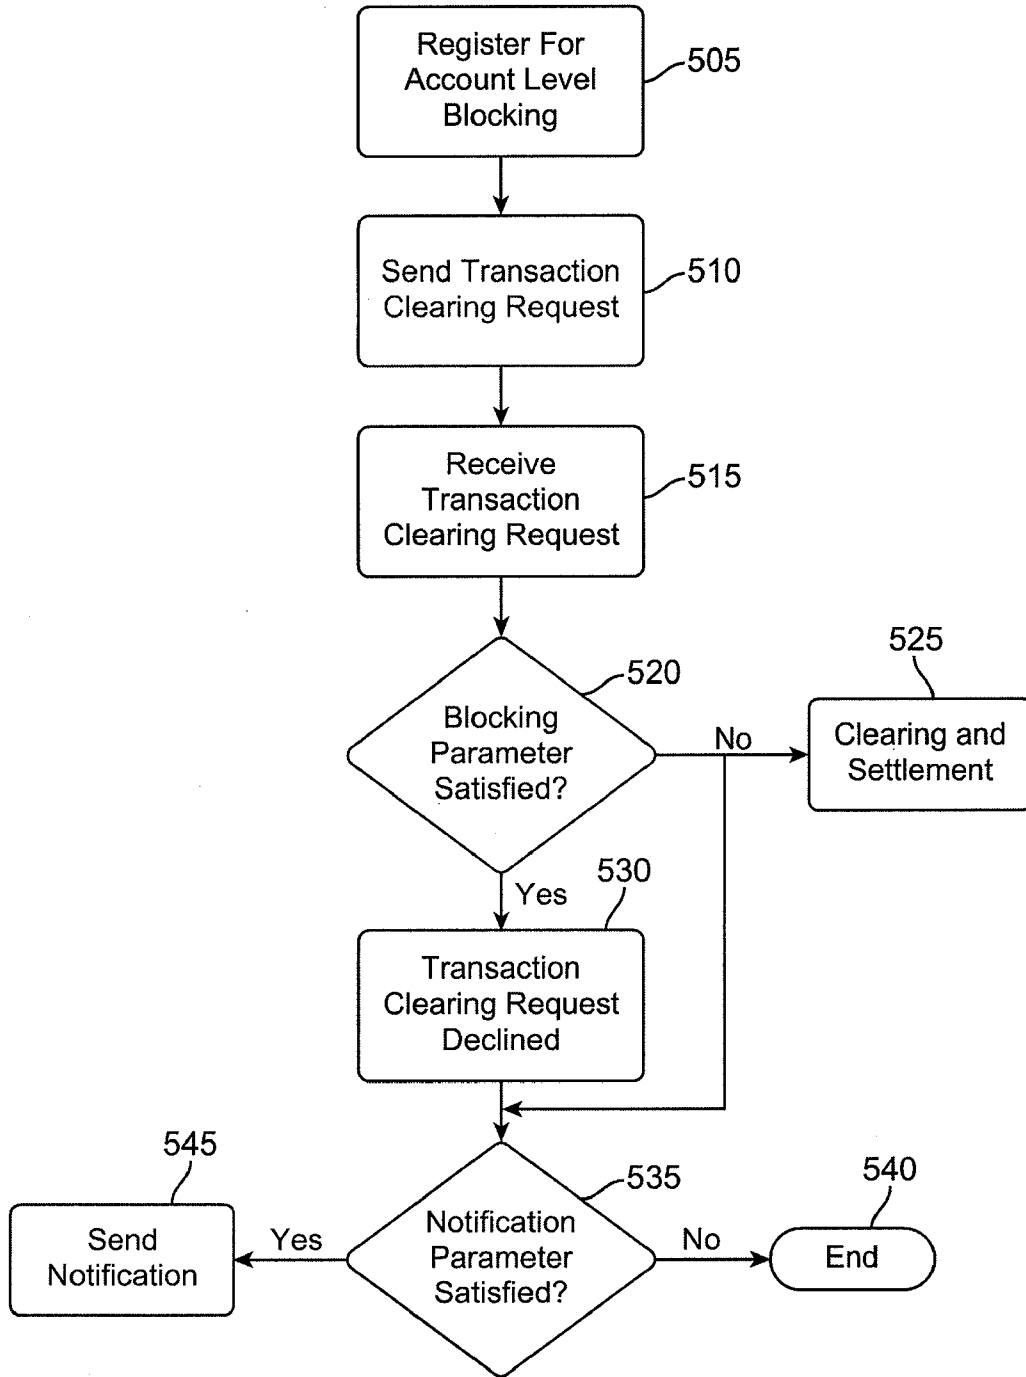 Register For
Account Level
Blocking
505
Send Transaction
Clearing Request
510
Receive
Transaction
Clearing Request
515
Blocking
Parameter
Satisfied?
520
No
525
Clearing and
Settlement
Yes
530
Transaction
Clearing Request
Declined
535
Notification
Parameter
Satisfied?
Yes
545
Send
Notification
No
540
End